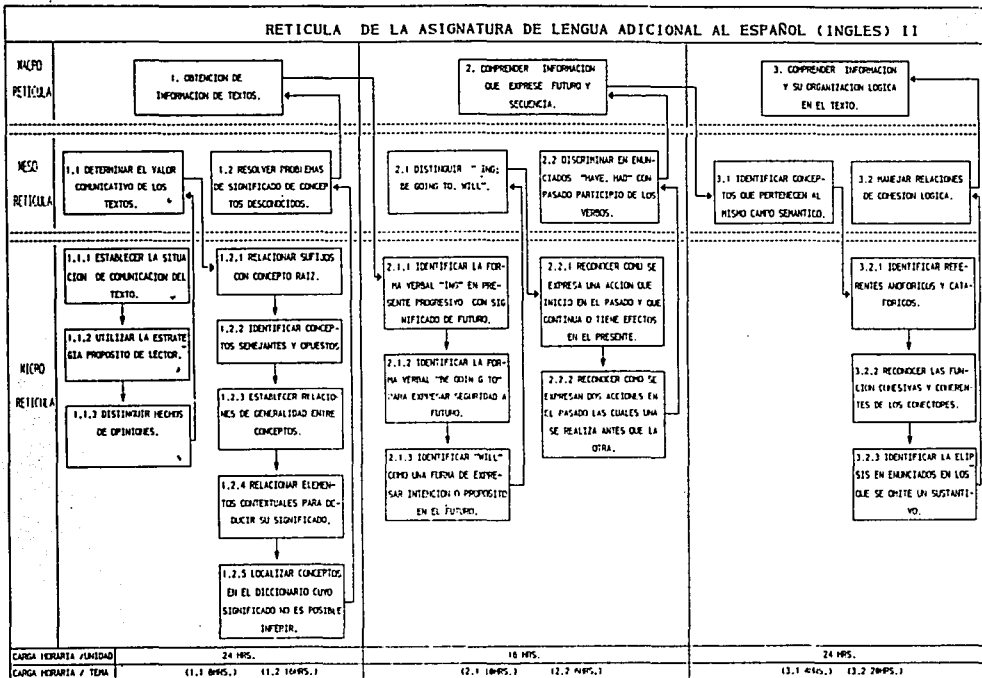 RETICULA DE LA ASIGNATURA DE LENGUA ADICIONAL AL ESPAÑOL (INGLES) II
MACRO
RETICULA
1. OBTENCION DE
INFORMACION DE TEXTOS.
2. COMPRENDER INFORMACION
QUE EXPRESE FUTURO Y
SECUENCIA.
3. COMPRENDER INFORMACION
Y SU ORGANIZACION LOGICA
EN EL TEXTO.
MESO
RETICULA
1.1 DETERMINAR EL VALOR
COMUNICATIVO DE LOS
TEXTOS.
1.2 RESOLVER PROBLEMAS
DE SIGNIFICADO DE CONCEP
TOS DESCONOCIDOS.
2.1 DISTINGUIR " ING;
BE GOING TO, WILL".
2.2 DISCRIMINAR EN ENUN-
CIADOS "HAVE, HAD" CON
PASADO PARTICIPIO DE LOS
VERBOS.
3.1 IDENTIFICAR CONCEP-
TOS QUE PERTENECEN AL
MISMO CAMPO SEMANTICO.
3.2 MANEJAR RELACIONES
DE COHESION LOGICA.
MICRO
RETICULA
1.1.1 ESTABLECER LA SITUA
CION DE COMUNICACION DEL
TEXTO.
1.1.2 UTILIZAR LA ESTRATE
GIA PROPOSITO DE LECTOR.
1.1.3 DISTINGUIR HECHOS
DE OPINIONES.
1.2.1 RELACIONAR SUFIJOS
CON CONCEPTO RAIZ.
1.2.2 IDENTIFICAR CONCEP-
TOS SEMEJANTES Y OPUESTOS
1.2.3 ESTABLECER RELACIO-
NES DE GENERALIDAD ENTRE
CONCEPTOS.
1.2.4 RELACIONAR ELEMEN-
TOS CONTEXTUALES PARA DE-
DUCIR SU SIGNIFICADO.
1.2.5 LOCALIZAR CONCEPTOS
EN EL DICCIONARIO CUYO
SIGNIFICADO NO ES POSIBLE
INFERIR.
2.1.1 IDENTIFICAR LA FOR-
MA VERBAL "ING" EN PRE-
SENTE PROGRESIVO CON SIG
NIFICADO DE FUTURO.
2.1.2 IDENTIFICAR LA FOR-
MA VERBAL "BE GOIN G TO"
PARA EXPRESAR SEGURIDAD A
FUTURO.
2.1.3 IDENTIFICAR "WILL"
COMO UNA FORMA DE EXPRE-
SAR INTENCION O PROPOSITO
EN EL FUTURO.
2.2.1 RECONOCER COMO SE
EXPRESA UNA ACCION QUE
INICIO EN EL PASADO Y QUE
CONTINUA O TIENE EFECTOS
EN EL PRESENTE.
2.2.2 RECONOCER COMO SE
EXPRESAN DOS ACCIONES EN
EL PASADO LAS CUALES UNA
SE REALIZA ANTES QUE LA
OTRA.
3.2.1 IDENTIFICAR REFE-
RENTES ANOFORICUS Y CATA-
FORICOS.
3.2.2 RECONOCER LAS FUN-
CION COHESIVAS Y COHEREN-
TES DE LOS CONECTORES.
3.2.3 IDENTIFICAR LA ELIP
SIS EN ENUNCIADOS EN LOS
QUE SE OMITE UN SUSTANTI-
VO.
CARGA HORARIA /UNIDAD 24 HRS. 16 HRS. 24 HRS.
CARGA HORARIA / TEMA (1.1 8HRS.) (1.2 16HRS.) (2.1 10HRS.) (2.2 HRS.) (3.1 4HRS.) (3.2 20HRS.)